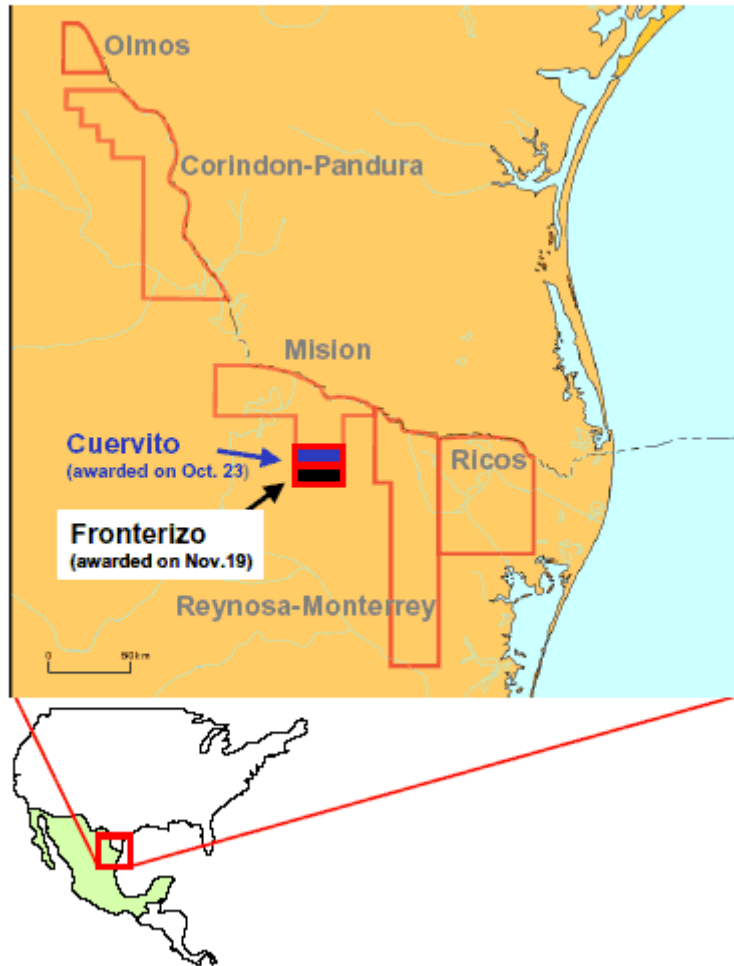 Olmos
Corindon-Pandura
Mision
Cuervito
(awarded on Oct. 23)
Ricos
Fronterizo
(awarded on Nov.19)
Reynosa-Monterrey
0 50km